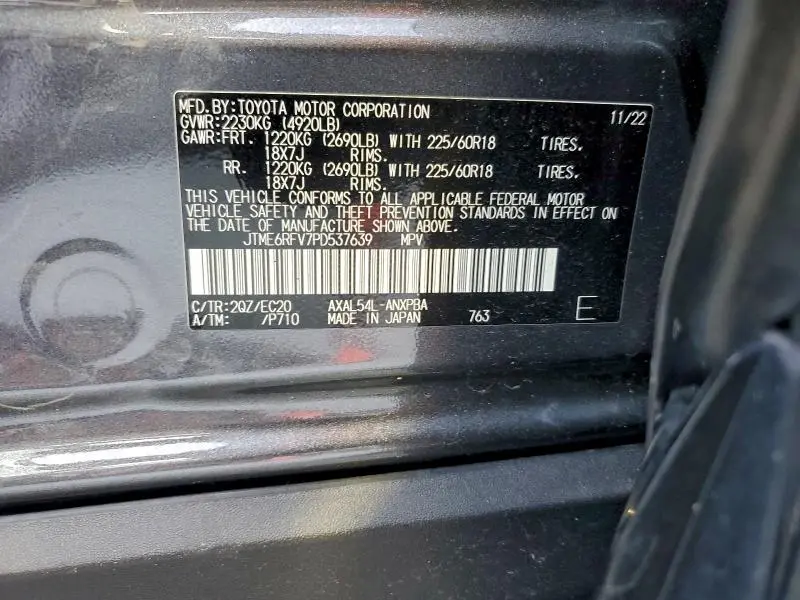 MFD.BY:TOYOTA MOTOR CORPORATION 11/22
GVWR:2230KG (4920LB)
GAWR:FRT. 1220KG (2690LB) WITH 225/60R18 TIRES.
18X7J RIMS.
RR. 1220KG (2690LB) WITH 225/60R18 TIRES.
18X7J RIMS.
THIS VEHICLE CONFORMS TO ALL APPLICABLE FEDERAL MOTOR
VEHICLE SAFETY AND THEFT PREVENTION STANDARDS IN EFFECT ON
THE DATE OF MANUFACTURE SHOWN ABOVE.
JTME6RFV7PD537639 MPV
C/TR:2QZ/EC20 AXAL54L-ANXPBA E
A/TM: /P710 MADE IN JAPAN 763